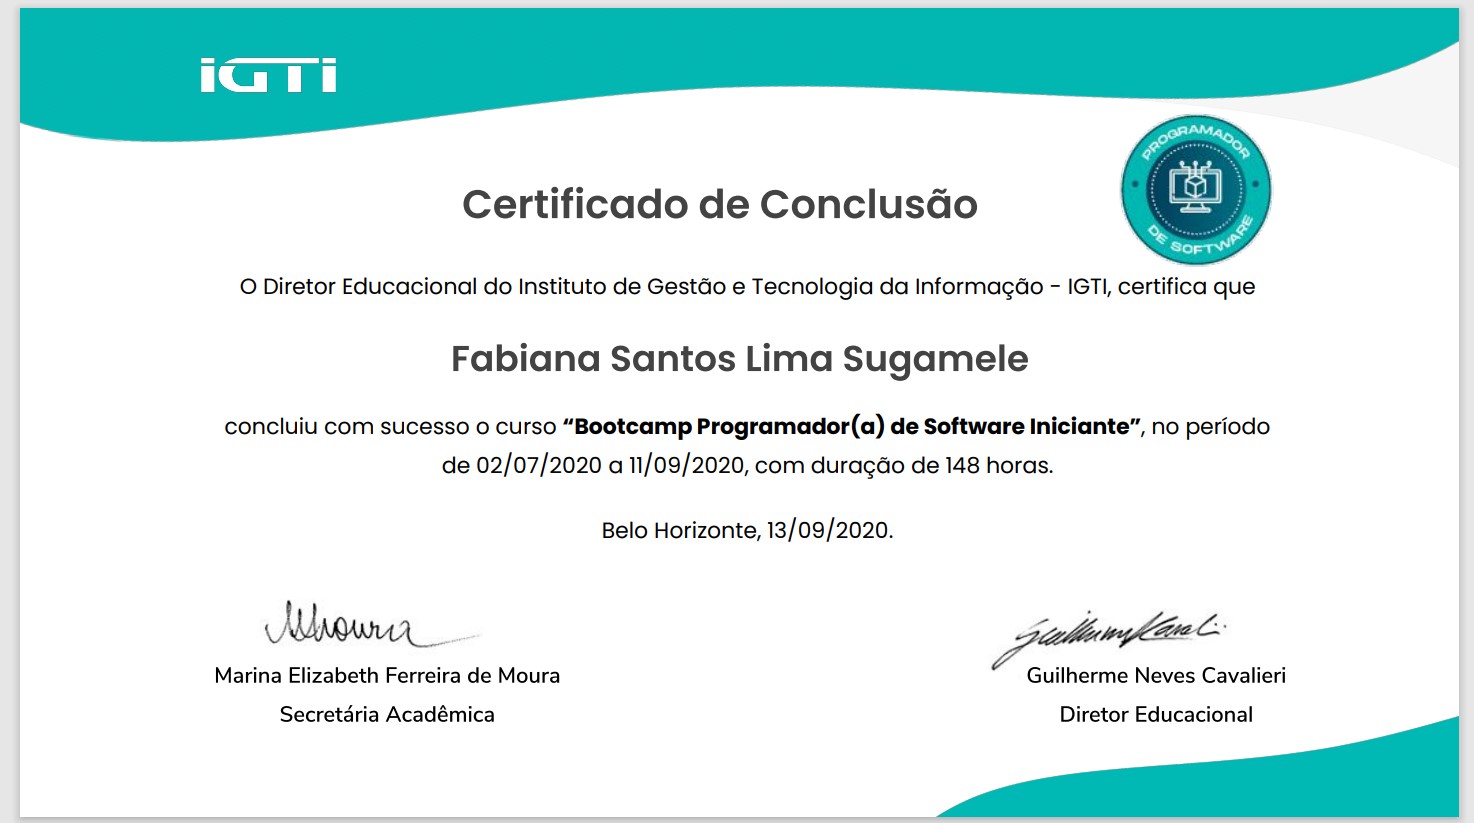 iGTi
PROGRAMADOR
DE SOFTWARE
Certificado de Conclusão
O Diretor Educacional do Instituto de Gestão e Tecnologia da Informação - IGTI, certifica que
Fabiana Santos Lima Sugamele
concluiu com sucesso o curso “Bootcamp Programador(a) de Software Iniciante”, no período
de 02/07/2020 a 11/09/2020, com duração de 148 horas.
Belo Horizonte, 13/09/2020.
Marina Elizabeth Ferreira de Moura
Secretária Acadêmica
Guilherme Neves Cavalieri
Diretor Educacional